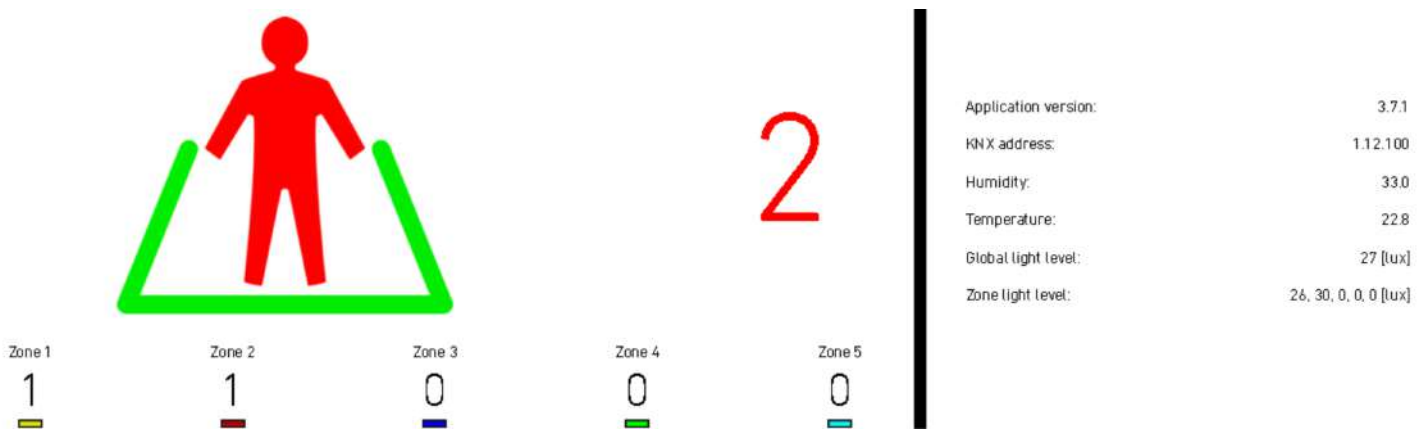 2
Zone 1 Zone 2 Zone 3 Zone 4 Zone 5
1 1 0 0 0
Application version: 3.7.1
KNX address: 1.12.100
Humidity: 33.0
Temperature: 22.8
Global light level: 27 [lux]
Zone light level: 26, 30, 0, 0, 0 [lux]